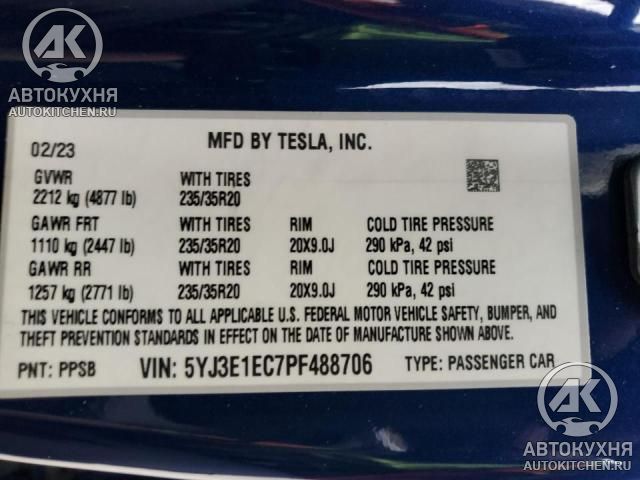 AK
АВТОКУХНЯ
AUTOKITCHEN.RU
MFD BY TESLA, INC.
02/23
GVWR WITH TIRES
2212 kg (4877 lb) 235/35R20
GAWR FRT WITH TIRES RIM COLD TIRE PRESSURE
1110 kg (2447 lb) 235/35R20 20X9.0J 290 kPa, 42 psi
GAWR RR WITH TIRES RIM COLD TIRE PRESSURE
1257 kg (2771 lb) 235/35R20 20X9.0J 290 kPa, 42 psi
THIS VEHICLE CONFORMS TO ALL APPLICABLE U.S. FEDERAL MOTOR VEHICLE SAFETY, BUMPER, AND
THEFT PREVENTION STANDARDS IN EFFECT ON THE DATE OF MANUFACTURE SHOWN ABOVE.
PNT: PPSB VIN: 5YJ3E1EC7PF488706 TYPE: PASSENGER CAR
AK
АВТОКУХНЯ
AUTOKITCHEN.RU